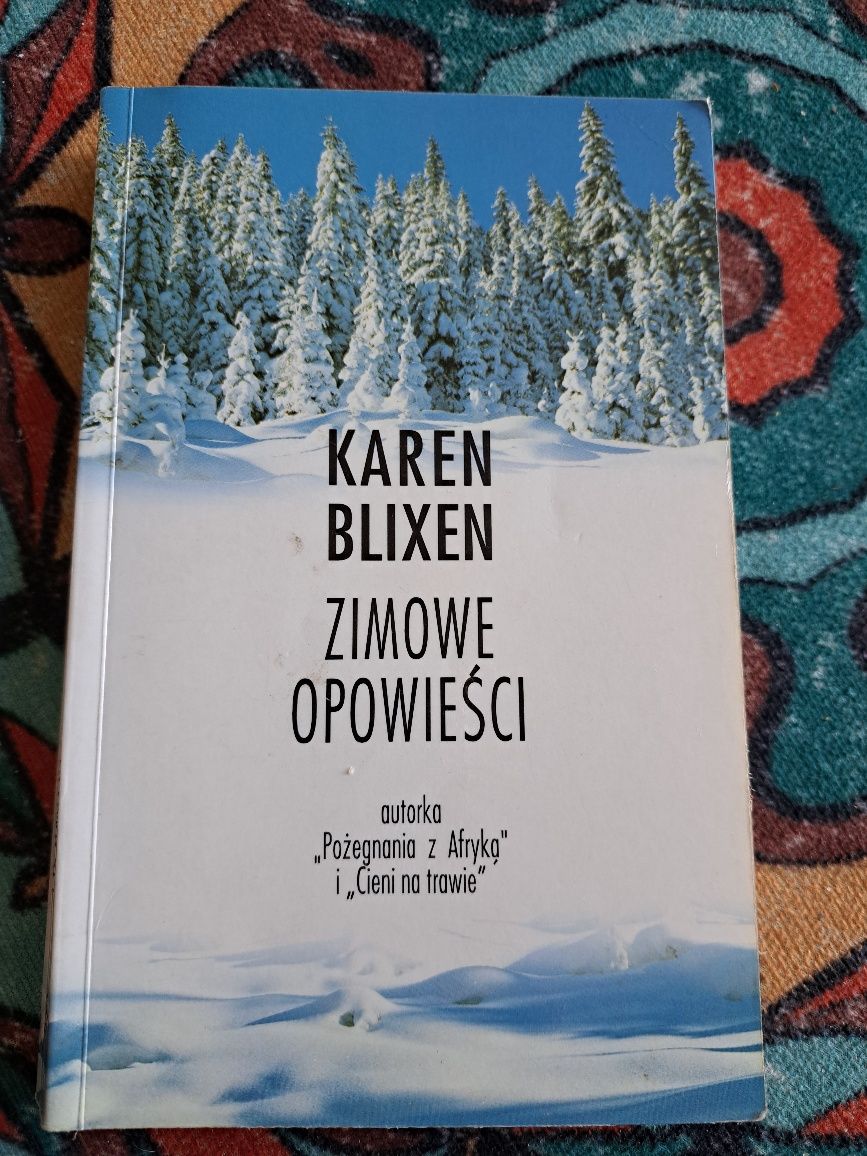 KAREN
BLIXEN
ZIMOWE
OPOWIEŚCI
autorka
„Pożegnania z Afryką"
i „Cieni na trawie"